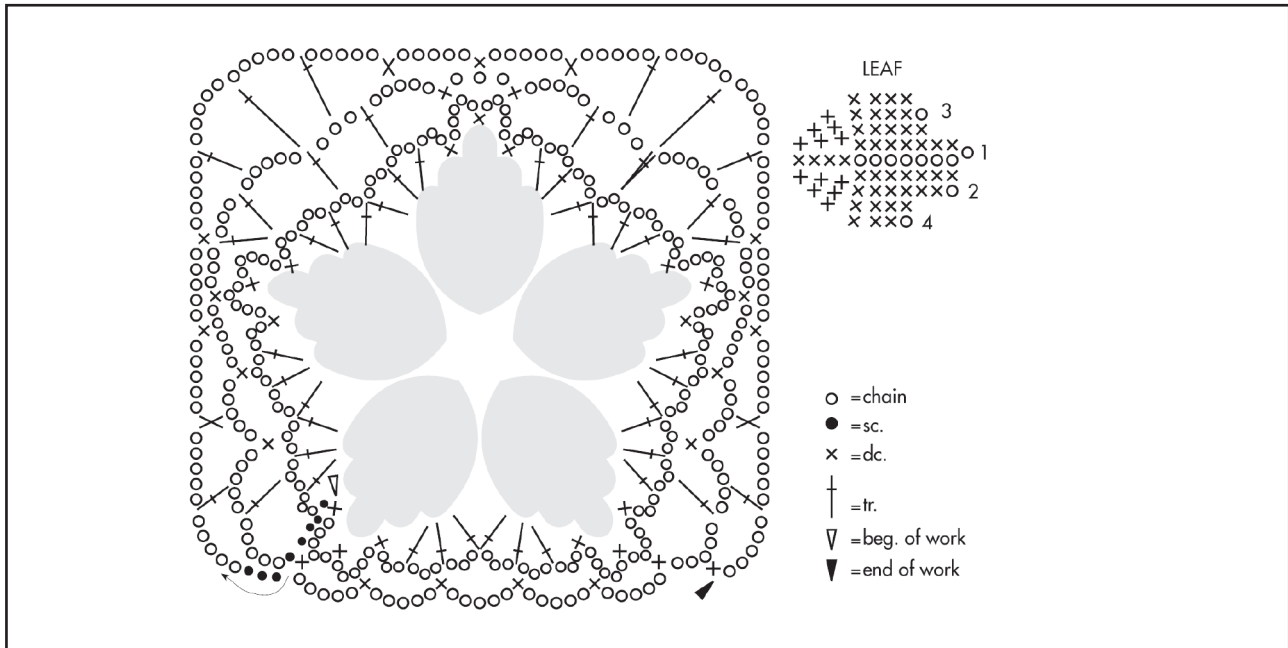 LEAF
3
1
2
4
=chain
=sc.
=dc.
=tr.
=beg. of work
=end of work